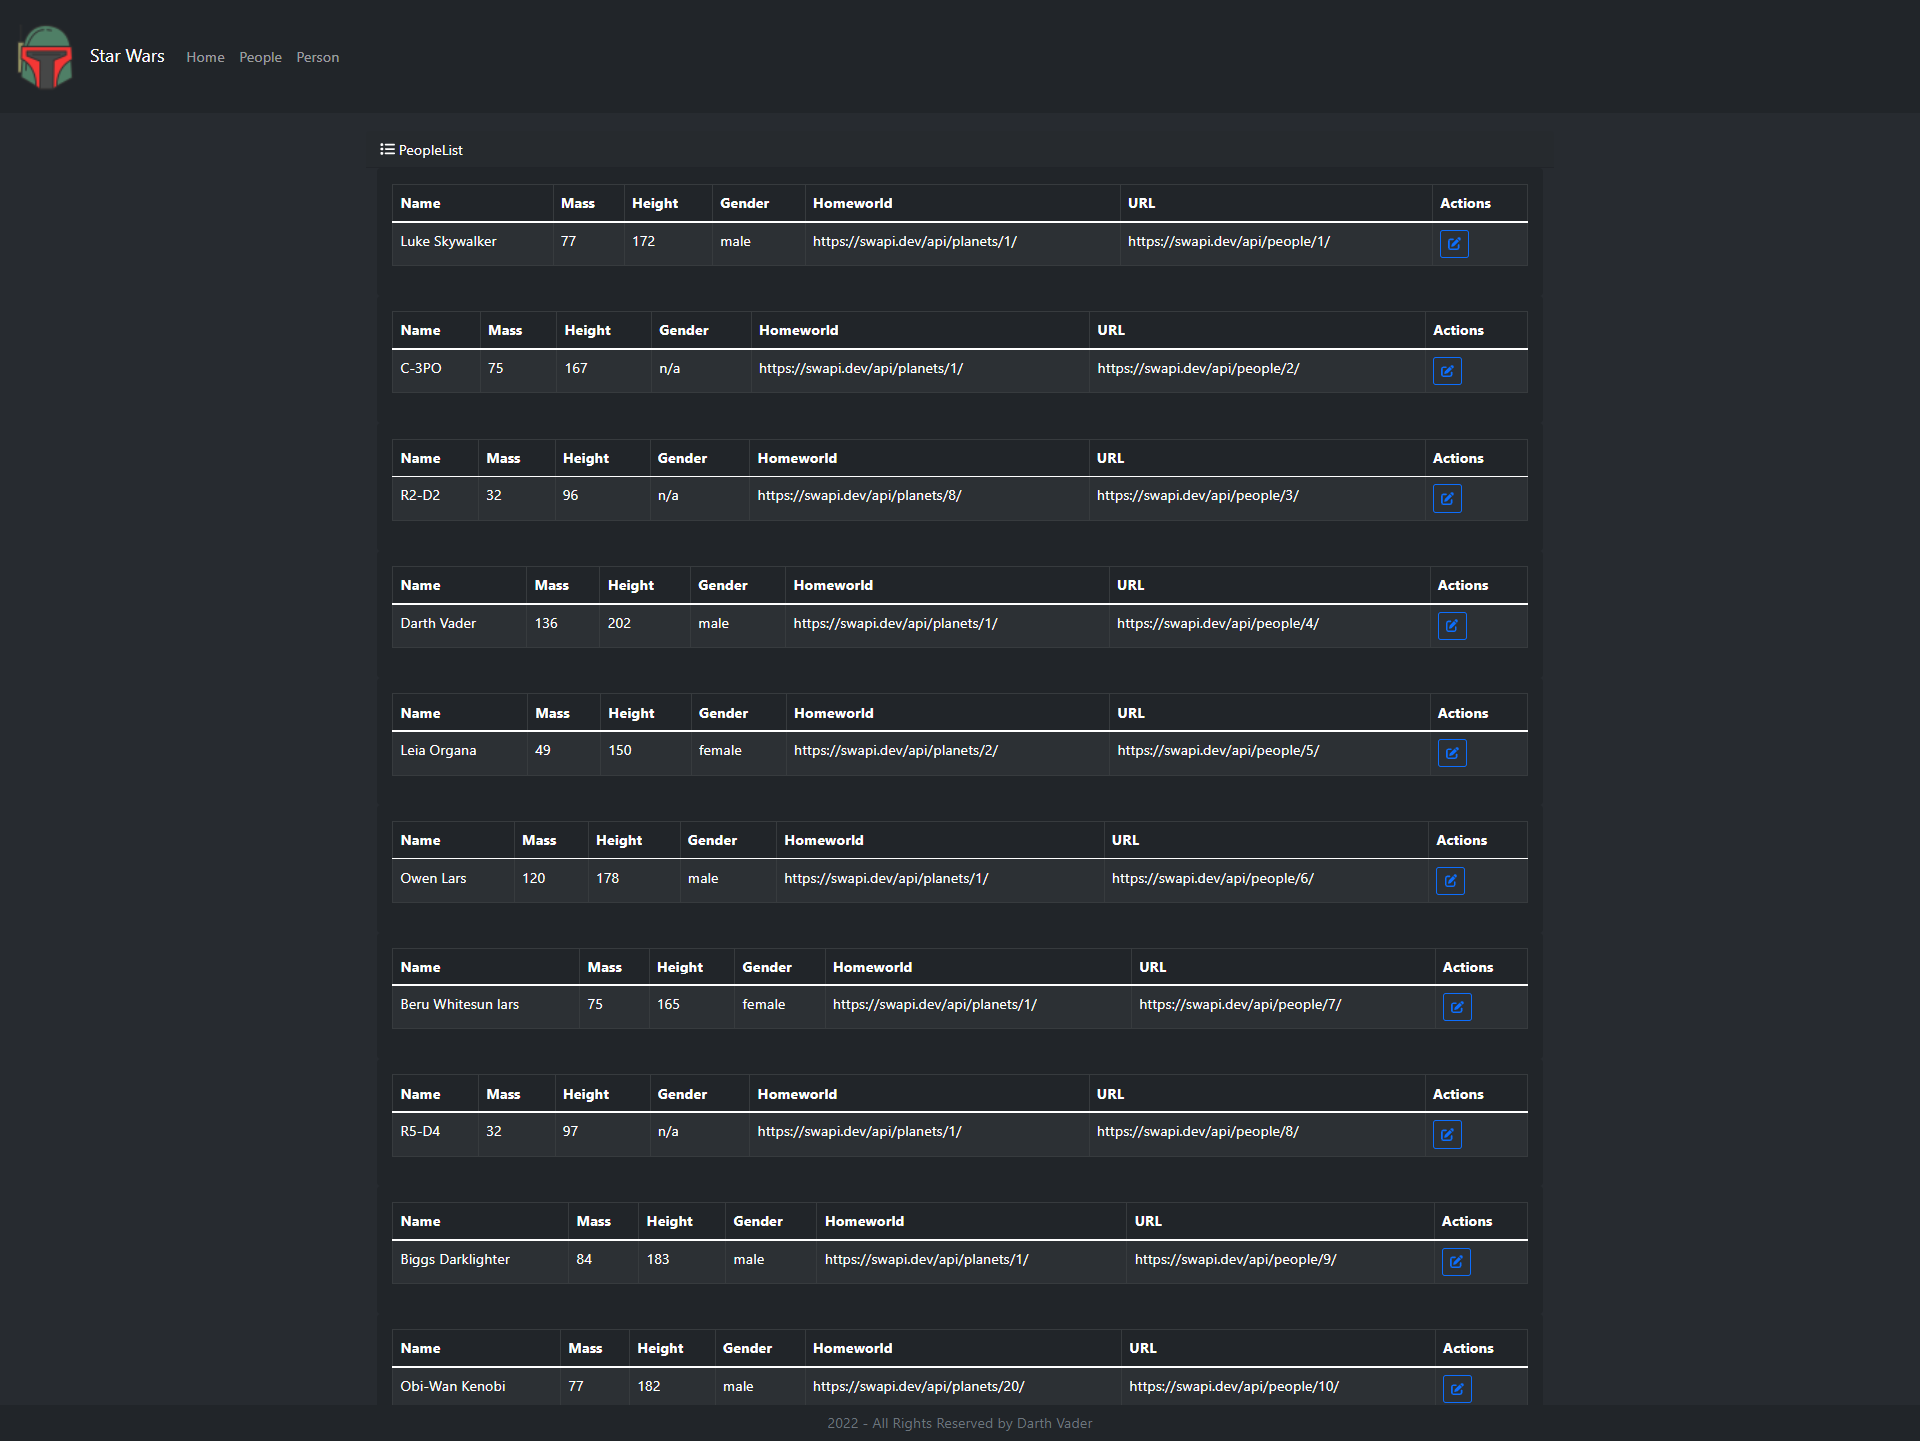 Star Wars Home People Person
PeopleList
Name Mass Height Gender Homeworld URL Actions
Luke Skywalker 77 172 male https://swapi.dev/api/planets/1/ https://swapi.dev/api/people/1/
Name Mass Height Gender Homeworld URL Actions
C-3PO 75 167 n/a https://swapi.dev/api/planets/1/ https://swapi.dev/api/people/2/
Name Mass Height Gender Homeworld URL Actions
R2-D2 32 96 n/a https://swapi.dev/api/planets/8/ https://swapi.dev/api/people/3/
Name Mass Height Gender Homeworld URL Actions
Darth Vader 136 202 male https://swapi.dev/api/planets/1/ https://swapi.dev/api/people/4/
Name Mass Height Gender Homeworld URL Actions
Leia Organa 49 150 female https://swapi.dev/api/planets/2/ https://swapi.dev/api/people/5/
Name Mass Height Gender Homeworld URL Actions
Owen Lars 120 178 male https://swapi.dev/api/planets/1/ https://swapi.dev/api/people/6/
Name Mass Height Gender Homeworld URL Actions
Beru Whitesun lars 75 165 female https://swapi.dev/api/planets/1/ https://swapi.dev/api/people/7/
Name Mass Height Gender Homeworld URL Actions
R5-D4 32 97 n/a https://swapi.dev/api/planets/1/ https://swapi.dev/api/people/8/
Name Mass Height Gender Homeworld URL Actions
Biggs Darklighter 84 183 male https://swapi.dev/api/planets/1/ https://swapi.dev/api/people/9/
Name Mass Height Gender Homeworld URL Actions
Obi-Wan Kenobi 77 182 male https://swapi.dev/api/planets/20/ https://swapi.dev/api/people/10/
2022 - All Rights Reserved by Darth Vader